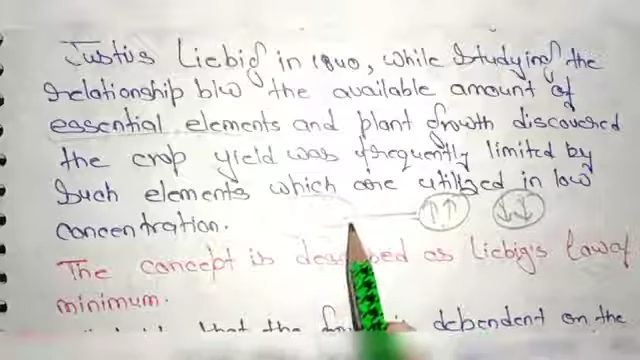 Justus Liebig in 1840, while studying the
relationship b/w the available amount of
essential elements and plant growth discovered
the crop yield was frequently limited by
such elements which are utilized in low
concentration. ↑↑ ↓↓
The concept is described as Liebig's law of
minimum.
that the dependent on the